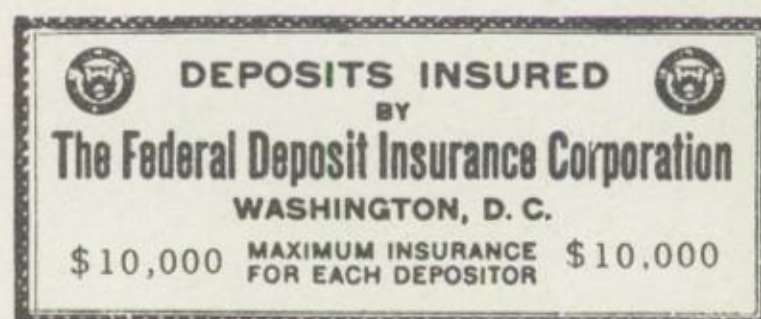 DEPOSITS INSURED
BY
The Federal Deposit Insurance Corporation
WASHINGTON, D. C.
$10,000 MAXIMUM INSURANCE $10.000
FOR EACH DEPOSITOR